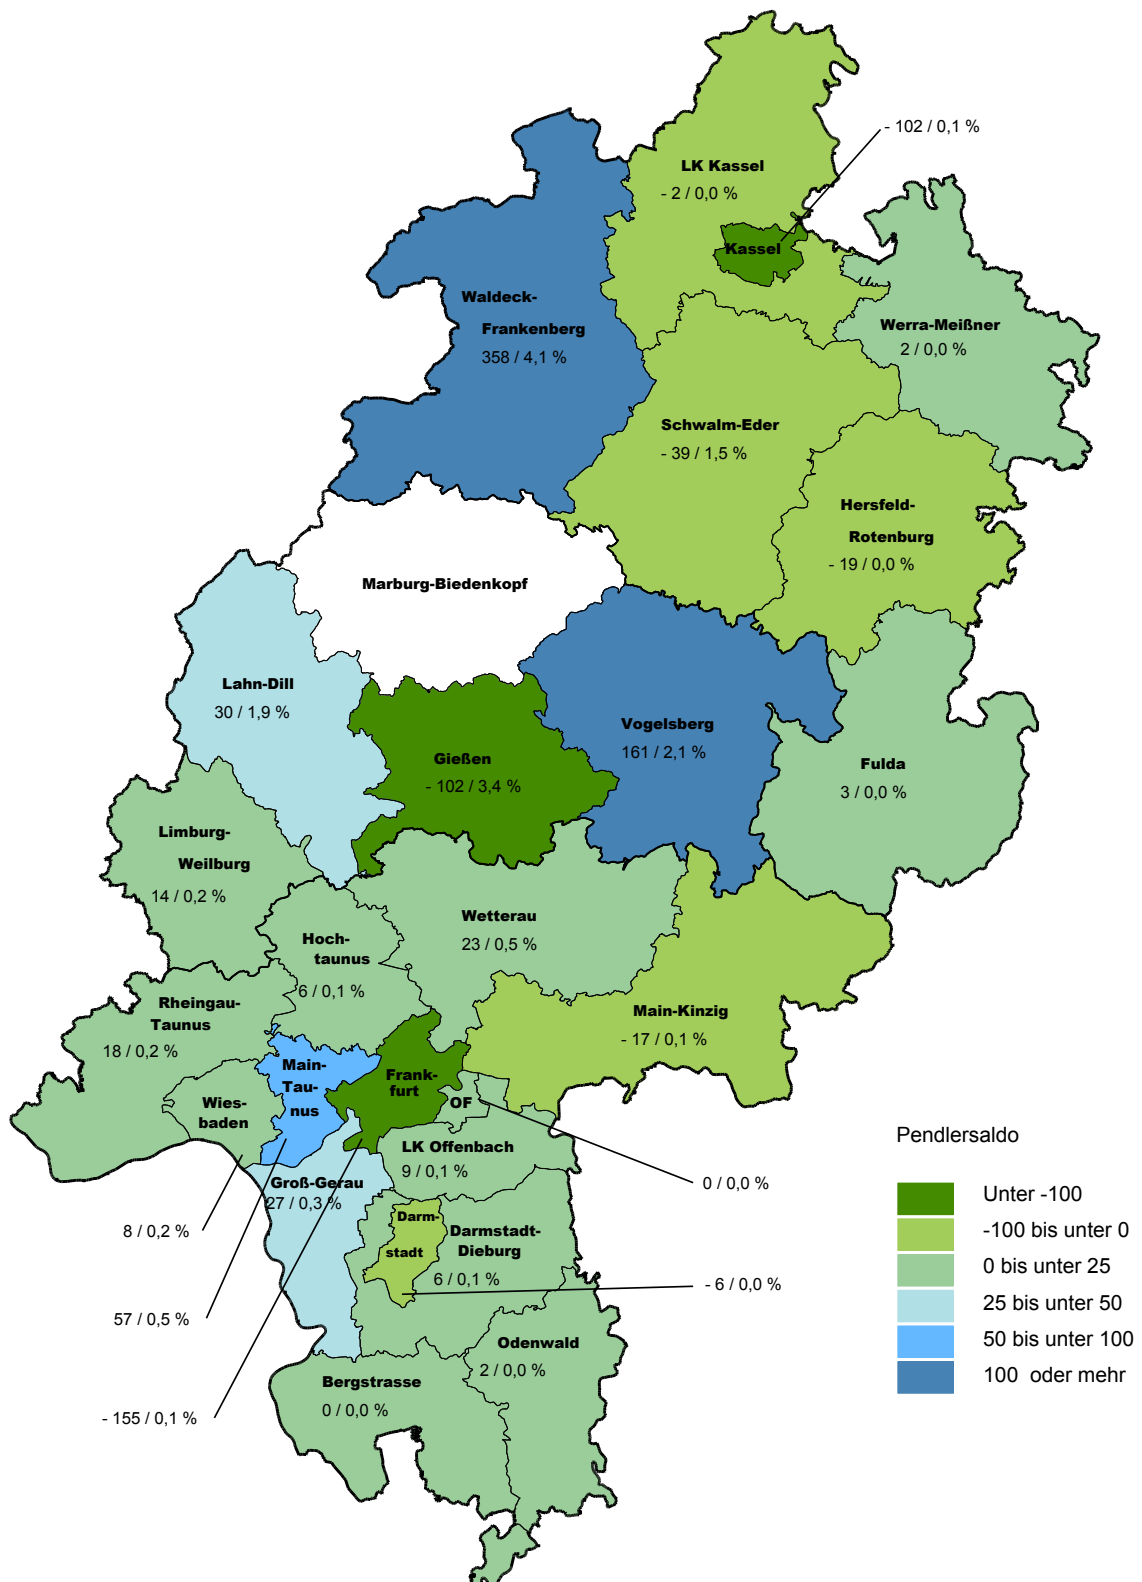 - 102 / 0,1 %
LK Kassel
- 2 / 0,0 %
Kassel
Waldeck-
Frankenberg
358 / 4,1 %
Werra-Meißner
2 / 0,0 %
Schwalm-Eder
- 39 / 1,5 %
Hersfeld-
Rotenburg
- 19 / 0,0 %
Marburg-Biedenkopf
Lahn-Dill
30 / 1,9 %
Vogelsberg
161 / 2,1 %
Gießen
- 102 / 3,4 %
Fulda
3 / 0,0 %
Limburg-
Weilburg
14 / 0,2 %
Wetterau
23 / 0,5 %
Hoch-
taunus
6 / 0,1 %
Rheingau-
Taunus
18 / 0,2 %
Main-Kinzig
- 17 / 0,1 %
Main-
Tau-
nus
Frank-
furt
Wies-
baden
OF
LK Offenbach
9 / 0,1 %
0 / 0,0 %
Groß-Gerau
27 / 0,3 %
8 / 0,2 %
Darm-
stadt
Darmstadt-
Dieburg
6 / 0,1 %
- 6 / 0,0 %
57 / 0,5 %
Odenwald
2 / 0,0 %
Bergstrasse
0 / 0,0 %
- 155 / 0,1 %
Pendlersaldo
Unter -100
-100 bis unter 0
0 bis unter 25
25 bis unter 50
50 bis unter 100
100 oder mehr